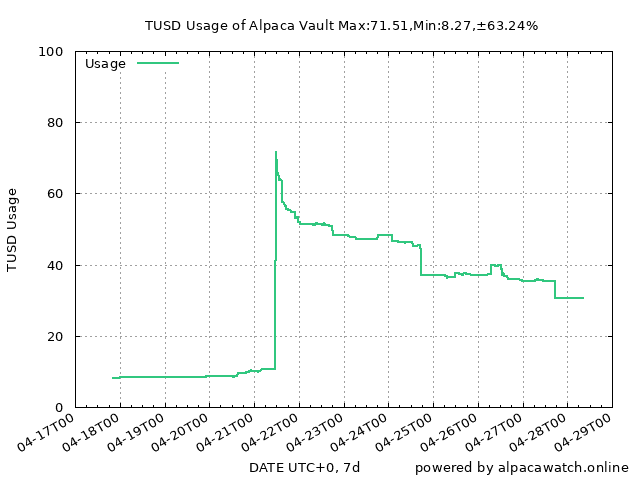 TUSD Usage of Alpaca Vault Max:71.51,Min:8.27,±63.24%
Usage
100
80
60
40
20
0
TUSD Usage
04-17T00
04-18T00
04-19T00
04-20T00
04-21T00
04-22T00
04-23T00
04-24T00
04-25T00
04-26T00
04-27T00
04-28T00
04-29T00
DATE UTC+0, 7d
powered by alpacawatch.online